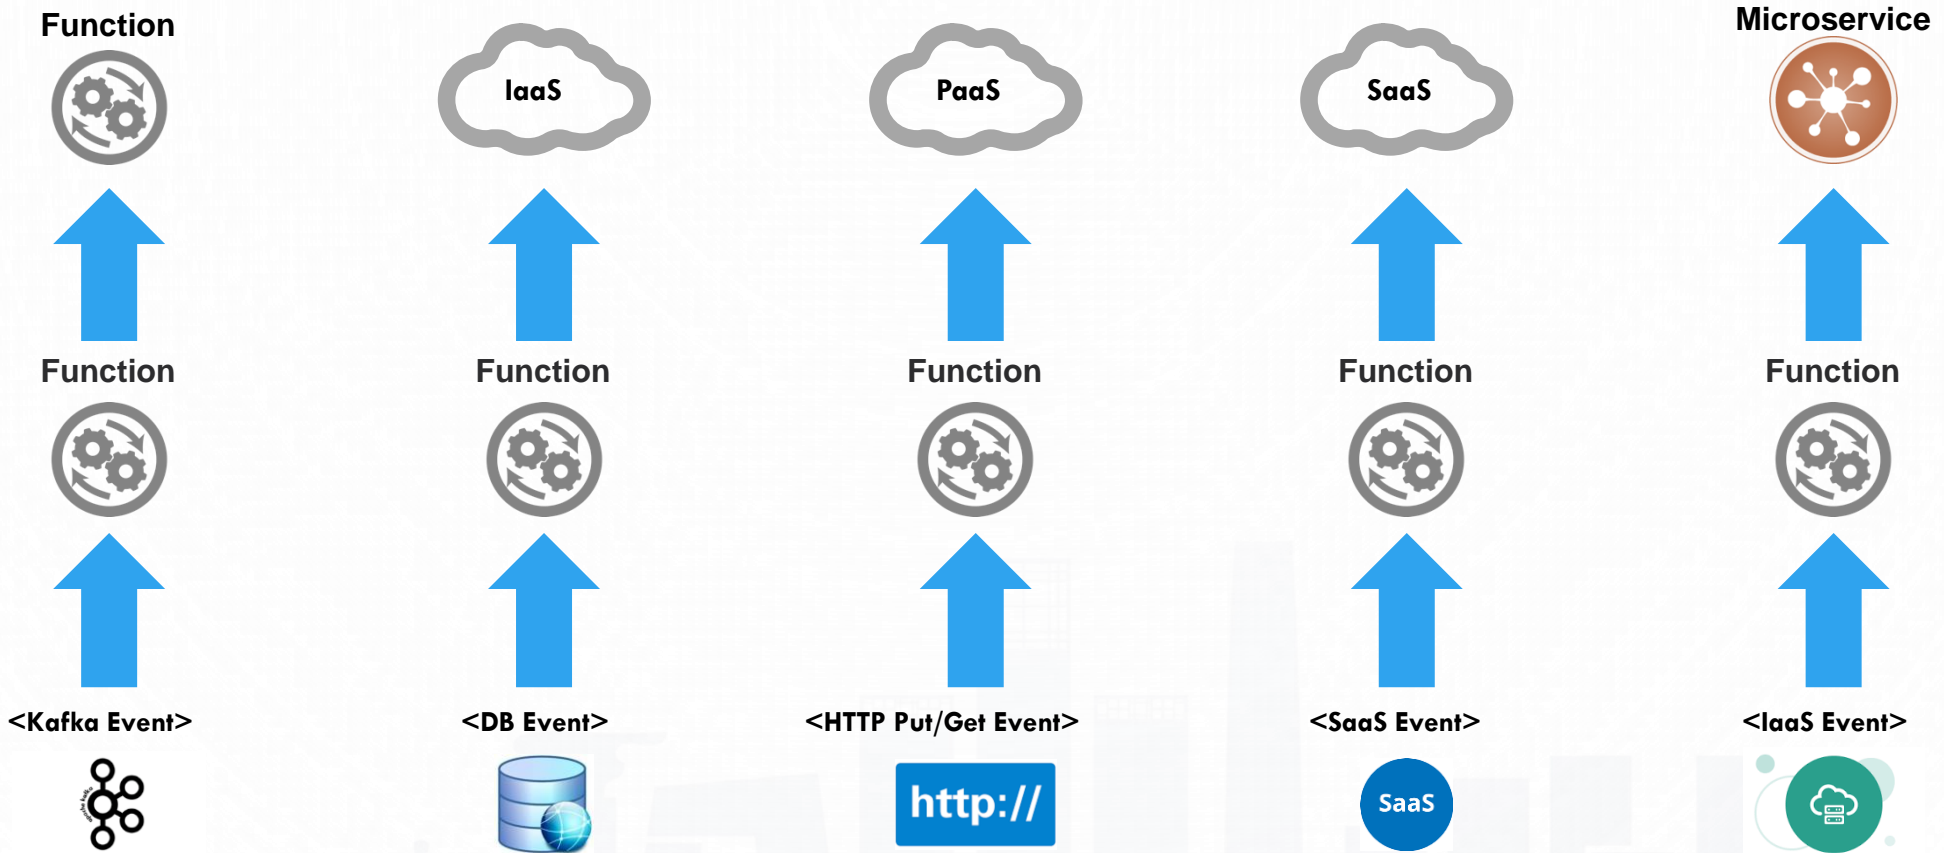 Function
IaaS
PaaS
SaaS
Microservice
Function
Function
Function
Function
Function
<Kafka Event>
<DB Event>
<HTTP Put/Get Event>
<SaaS Event>
<IaaS Event>
http://
SaaS